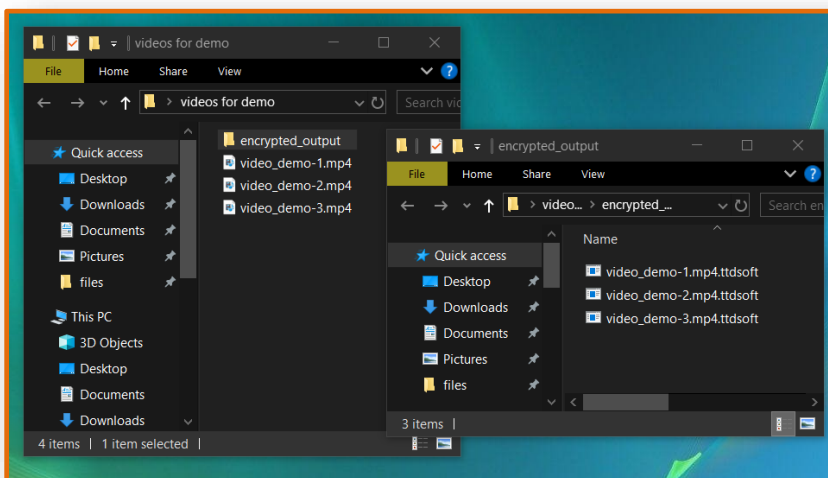 videos for demo
File Home Share View
videos for demo
Search vid
Quick access
Desktop
Downloads
Documents
Pictures
files
This PC
3D Objects
Desktop
Documents
Downloads
encrypted_output
video_demo-1.mp4
video_demo-2.mp4
video_demo-3.mp4
4 items 1 item selected
encrypted_output
File Home Share View
video... encrypted_...
Search en
Quick access
Desktop
Downloads
Documents
Pictures
files
Name
video_demo-1.mp4.ttdsoft
video_demo-2.mp4.ttdsoft
video_demo-3.mp4.ttdsoft
3 items